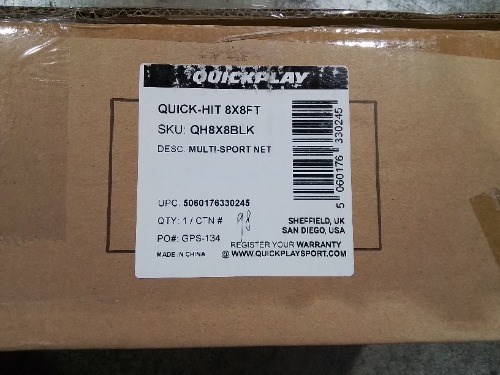 QUICKPLAY
QUICK-HIT 8X8FT
SKU: QH8X8BLK
DESC: MULTI-SPORT NET
5 060176 330245
UPC: 5060176330245
QTY: 1 / CTN # 98
SHEFFIELD, UK
SAN DIEGO, USA
PO#: GPS-134
REGISTER YOUR WARRANTY
MADE IN CHINA @ WWW.QUICKPLAYSPORT.COM